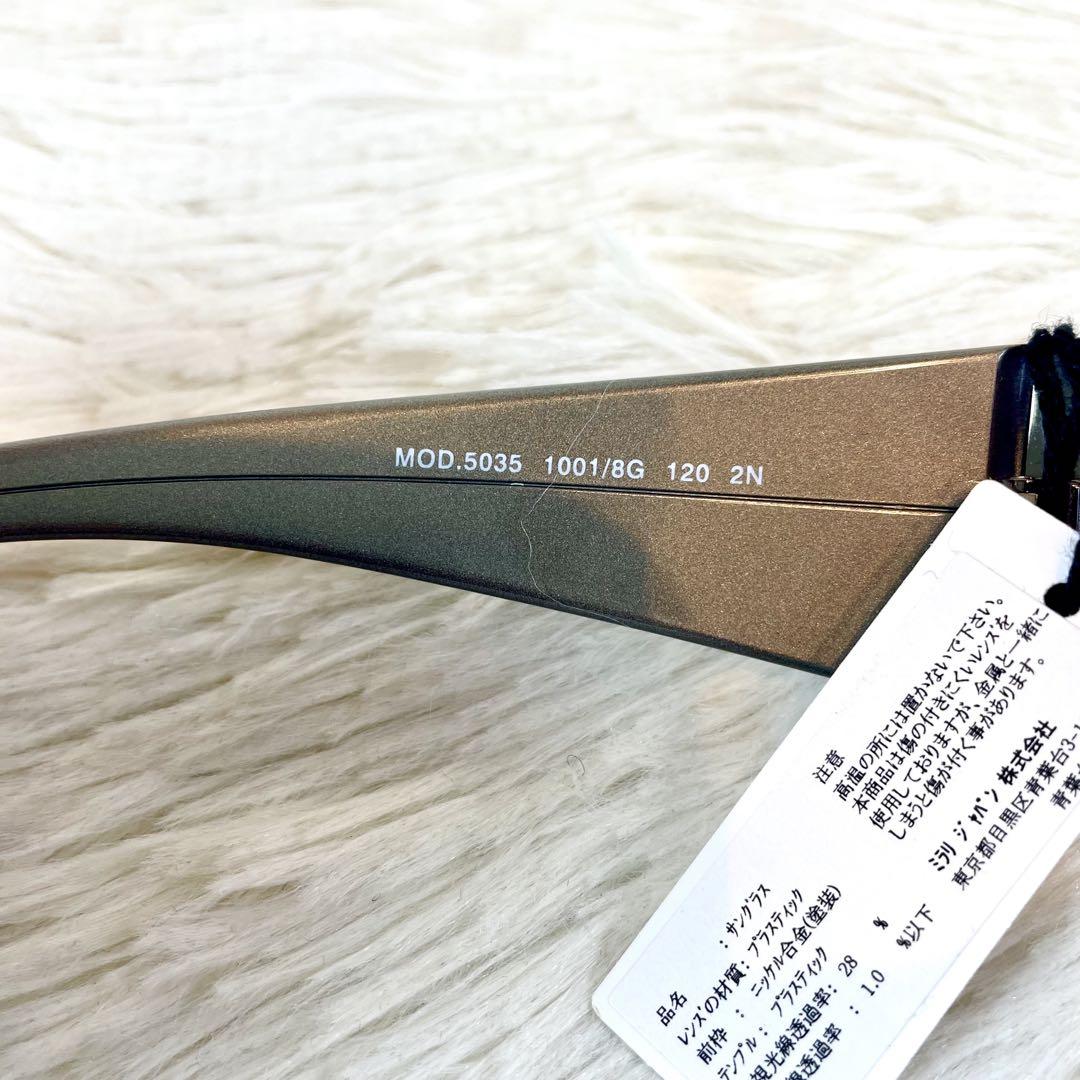 MOD.5035 1001/8G 120 2N
注意
高温の所には置かないで下さい。
本商品は傷の付きにくいレンズを
使用しておりますが、金属と一緒に
しまうと傷が付く事があります。
ミラリ ジャパン 株式会社
東京都目黒区青葉台3-1
青葉
品名 : サングラス
レンズの材質: プラスティック
前枠 : ニッケル合金(塗装)
テンプル: プラスティック
視光線透過率: 28 %
線透過率 : 1.0 %以下